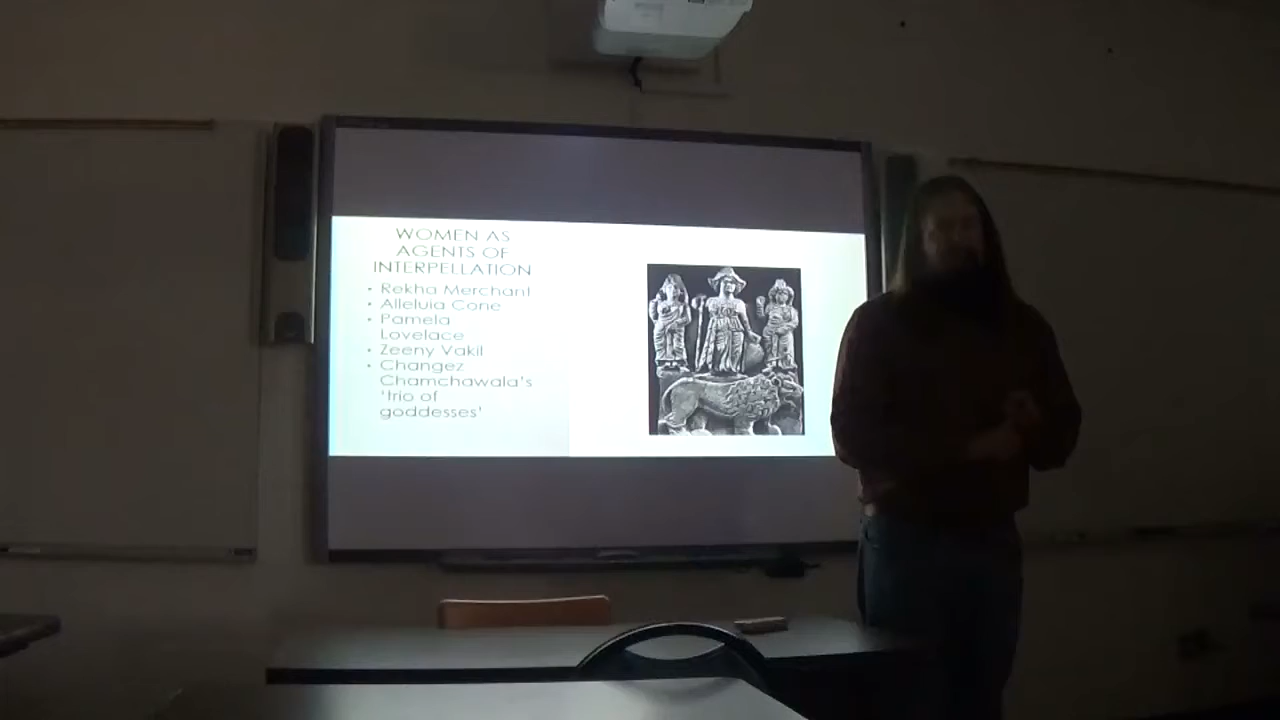 WOMEN AS
AGENTS OF
INTERPELLATION
• Rekha Merchant
• Alleluia Cone
• Pamela
Lovelace
• Zeeny Vakil
• Changez
Chamchawala's
'trio of
goddesses'